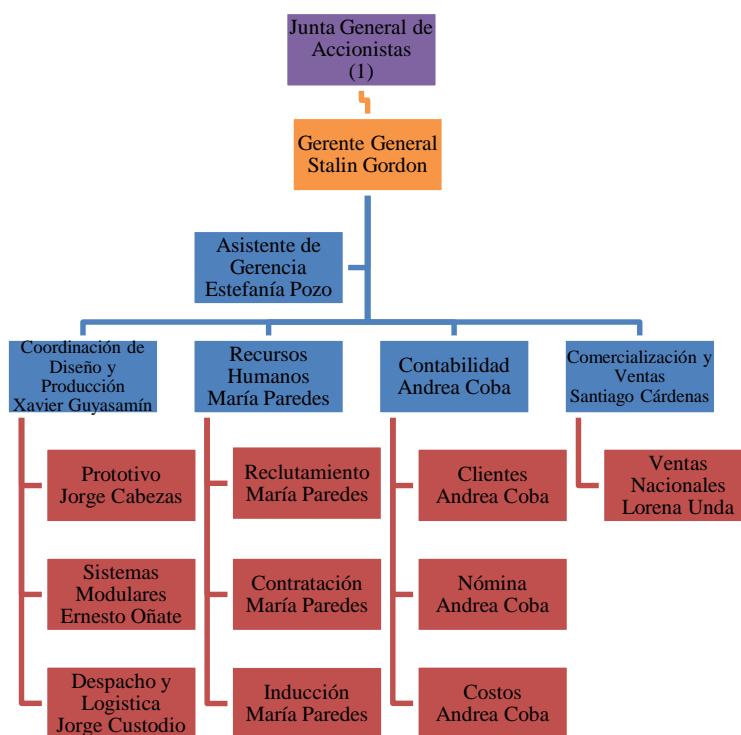 Junta General de
Accionistas
(1)
Gerente General
Stalin Gordon
Asistente de
Gerencia
Estefanía Pozo
Coordinación de
Diseño y
Producción
Xavier Guyasamín
Recursos
Humanos
María Paredes
Contabilidad
Andrea Coba
Comercialización y
Ventas
Santiago Cárdenas
Prototivo
Jorge Cabezas
Reclutamiento
María Paredes
Clientes
Andrea Coba
Ventas
Nacionales
Lorena Unda
Sistemas
Modulares
Ernesto Oñate
Contratación
María Paredes
Nómina
Andrea Coba
Despacho y
Logistica
Jorge Custodio
Inducción
María Paredes
Costos
Andrea Coba